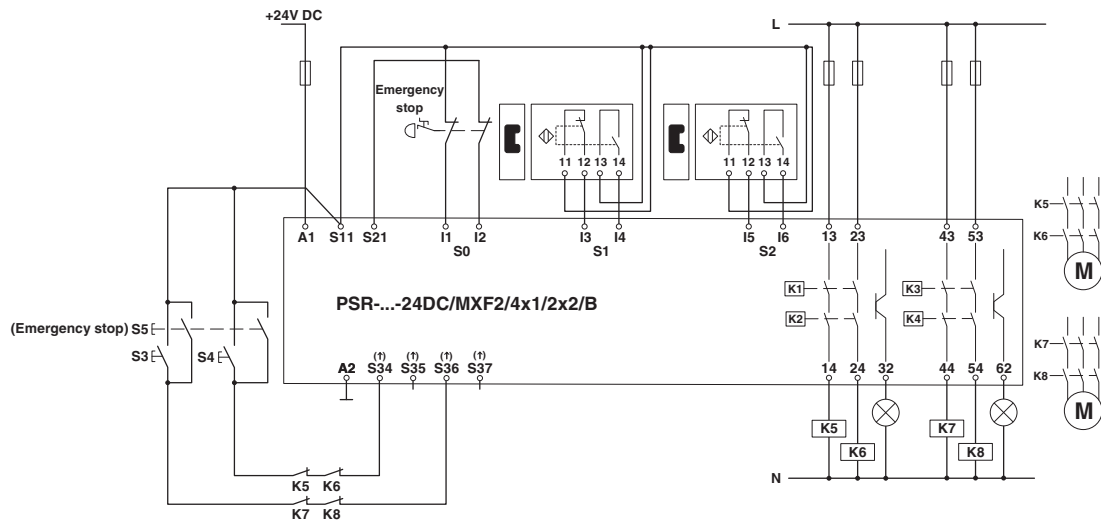 +24V DC
L
Emergency
stop
11 12 13 14
11 12 13 14
K5
K6
M
A1 S11 S21 I1 I2 I3 I4 I5 I6 13 23 43 53
S0 S1 S2
K1 K3
PSR-...-24DC/MXF2/4x1/2x2/B
K2 K4
(Emergency stop) S5
S3 S4
K7
K8
M
(↑) (↑) (↑) (↑)
A2 S34 S35 S36 S37 14 24 32 44 54 62
K5 K7
K6 K8
N
K5 K6
K7 K8